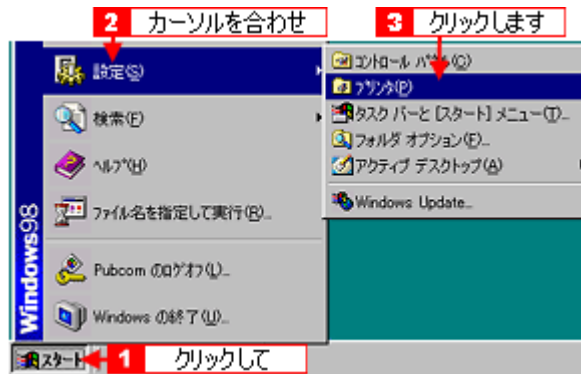 2 カーソルを合わせ
3 クリックします
設定(S)
検索(F)
ヘルプ(H)
ファイル名を指定して実行(R)...
Pubcom のログオフ(L)...
Windows の終了(U)...
コントロール パネル(C)
プリンタ(P)
タスク バーと [スタート] メニュー(T)...
フォルダ オプション(F)...
アクティブ デスクトップ(A)
Windows Update...
Windows98
スタート
1 クリックして